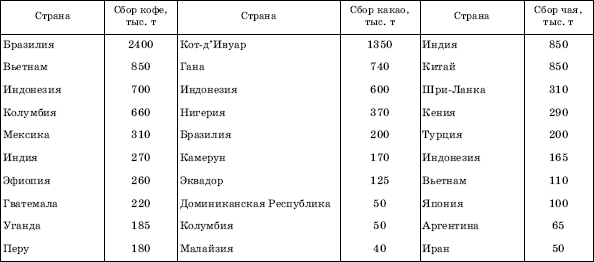 Страна Сбор кофе, тыс. т Страна Сбор какао, тыс. т Страна Сбор чая, тыс. т
Бразилия 2400 Кот-д'Ивуар 1350 Индия 850
Вьетнам 850 Гана 740 Китай 850
Индонезия 700 Индонезия 600 Шри-Ланка 310
Колумбия 660 Нигерия 370 Кения 290
Мексика 310 Бразилия 200 Турция 200
Индия 270 Камерун 170 Индонезия 165
Эфиопия 260 Эквадор 125 Вьетнам 110
Гватемала 220 Доминиканская Республика 50 Япония 100
Уганда 185 Колумбия 50 Аргентина 65
Перу 180 Малайзия 40 Иран 50